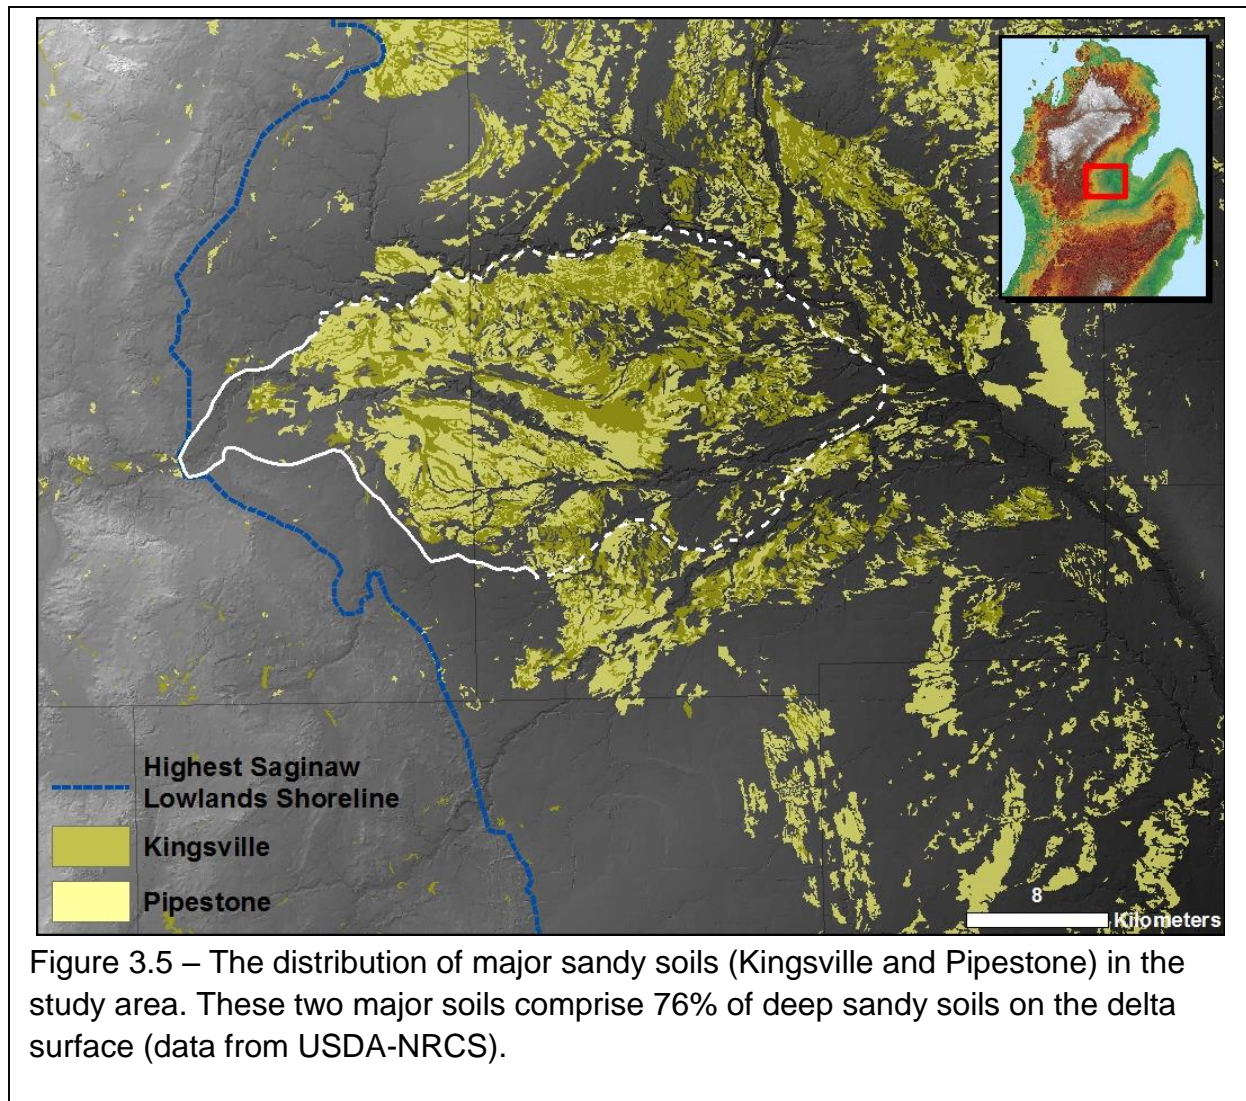 Highest Saginaw
Lowlands Shoreline
Kingsville
Pipestone
8
Kilometers
Figure 3.5 – The distribution of major sandy soils (Kingsville and Pipestone) in the
study area. These two major soils comprise 76% of deep sandy soils on the delta
surface (data from USDA-NRCS).